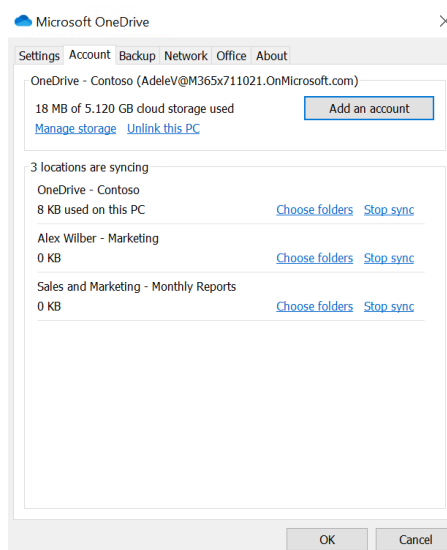 Microsoft OneDrive
Settings Account Backup Network Office About
OneDrive - Contoso (AdeleV@M365x711021.OnMicrosoft.com)
18 MB of 5.120 GB cloud storage used
Add an account
Manage storage Unlink this PC
3 locations are syncing
OneDrive - Contoso
8 KB used on this PC Choose folders Stop sync
Alex Wilber - Marketing
0 KB Choose folders Stop sync
Sales and Marketing - Monthly Reports
0 KB Choose folders Stop sync
OK Cancel